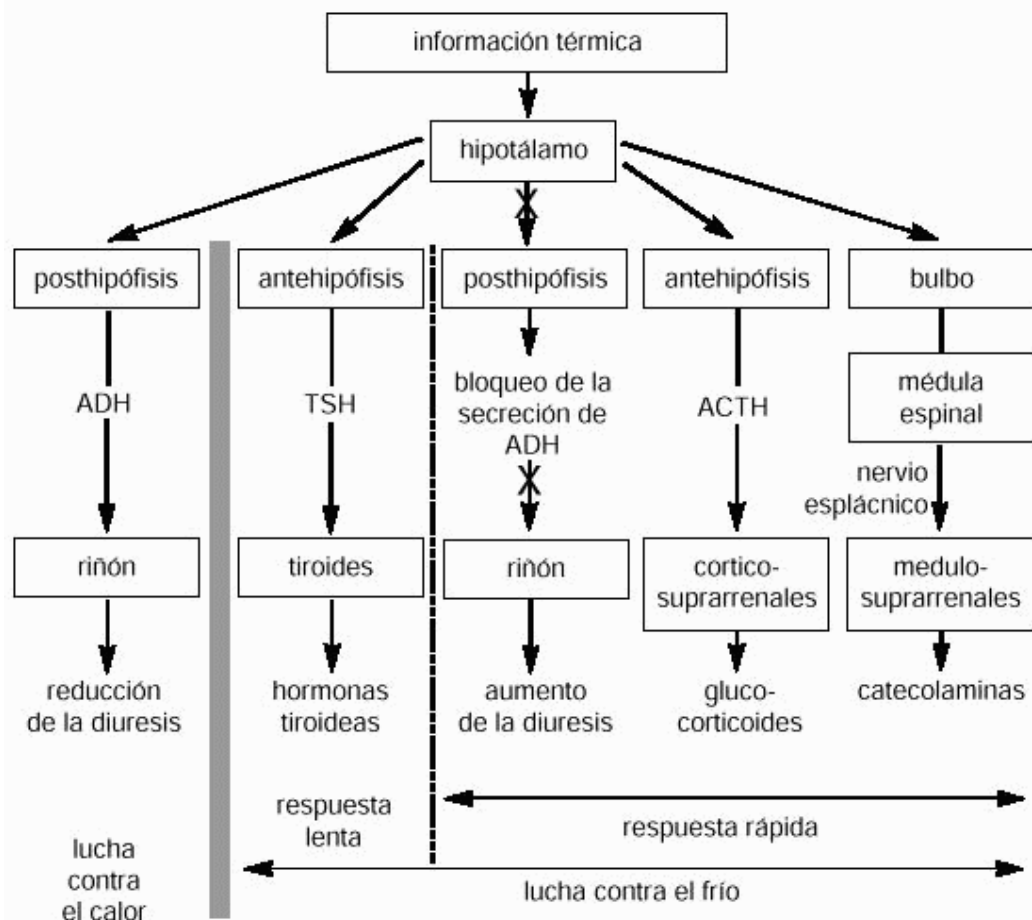 información térmica
hipotálamo
posthipófisis
antehipófisis
posthipófisis
antehipófisis
bulbo
ADH
TSH
bloqueo de la
secreción de
ADH
ACTH
médula
espinal
nervio
esplácnico
riñón
tiroides
riñón
cortico-
suprarrenales
medulo-
suprarrenales
reducción
de la diuresis
hormonas
tiroideas
aumento
de la diuresis
gluco-
corticoides
catecolaminas
respuesta
lenta
respuesta rápida
lucha
contra
el calor
lucha contra el frío